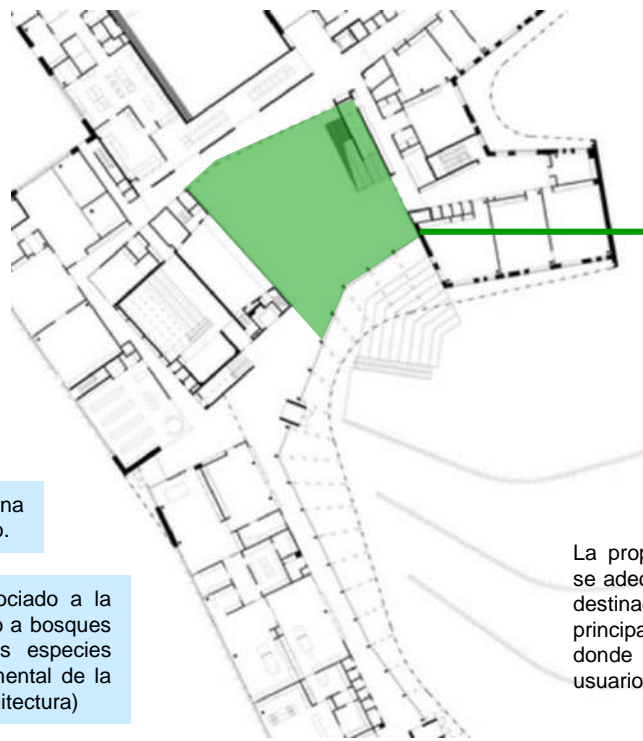 na
o.
ociado a la
o a bosques
s especies
mental de la
itectura)
La prop
se adec
destinad
principa
donde
usuario